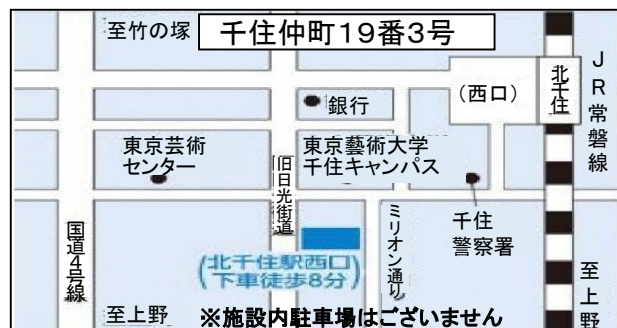 至竹の塚
千住仲町19番3号
JR常磐線
北千住
(西口)
銀行
東京芸術
センター
東京藝術大学
千住キャンパス
旧日光街道
千住
警察署
国道4号線
ミリオン通り
(北千住駅西口
下車徒歩8分)
至上野
至上野
※施設内駐車場はございません